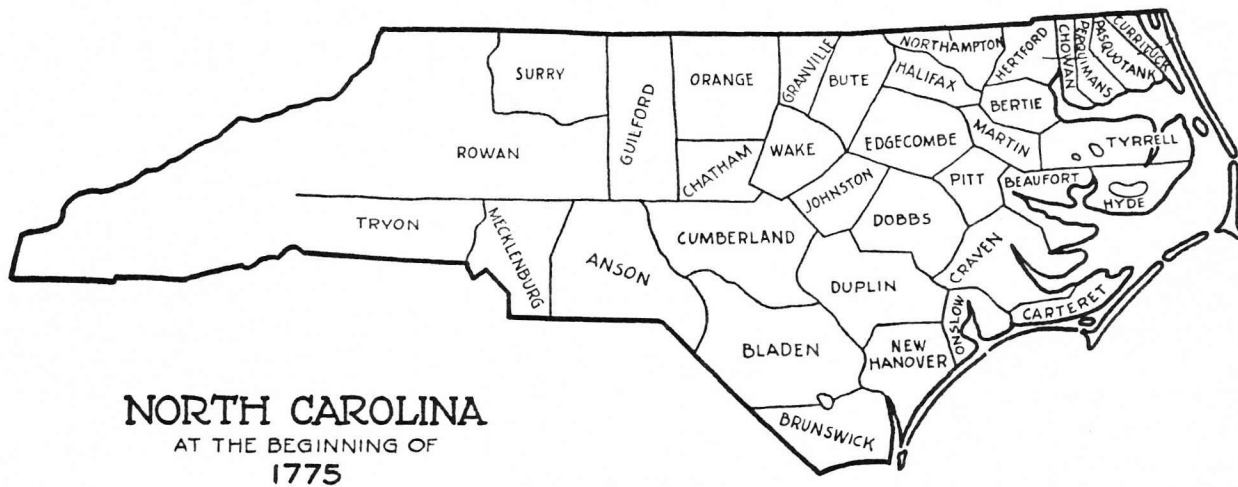 SURRY
ROWAN
GUILFORD
ORANGE
CHATHAM
GRANVILLE
WAKE
BUTE
NORTHAMPTON
HALIFAX
HERTFORD
BERTIE
CHOWAN
PERQUIMANS
PASQUOTANK
CURRITUCK
EDGECOMBE
MARTIN
TYRRELL
JOHNSTON
PITT
BEAUFORT
HYDE
DOBBS
TRYON
MECKLENBURG
ANSON
CUMBERLAND
DUPLIN
CRAVEN
CARTERET
ONSLOW
BLADEN
NEW
HANOVER
BRUNSWICK
NORTH CAROLINA
AT THE BEGINNING OF
1775